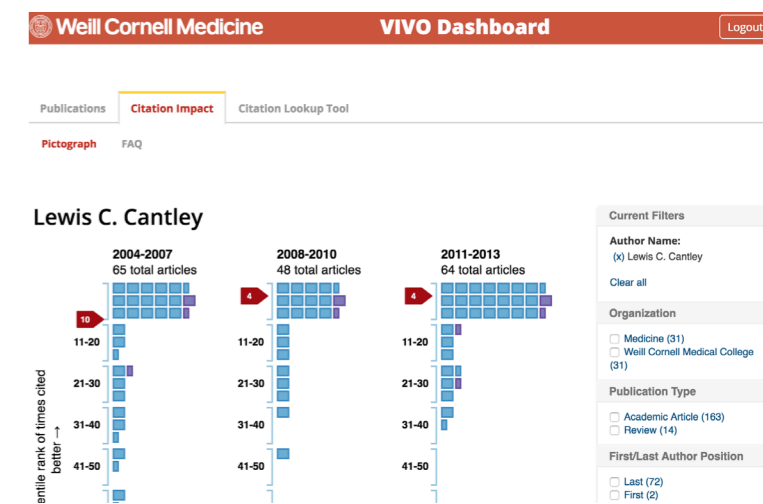 Weill Cornell Medicine
VIVO Dashboard
Logout
Publications
Citation Impact
Citation Lookup Tool
Pictograph
FAQ
Lewis C. Cantley
2004-2007
65 total articles
2008-2010
48 total articles
2011-2013
64 total articles
10
4
4
11-20
11-20
11-20
21-30
21-30
21-30
31-40
31-40
31-40
41-50
41-50
41-50
rank of times cited
better →
Current Filters
Author Name:
(x) Lewis C. Cantley
Clear all
Organization
Medicine (31)
Weill Cornell Medical College
(31)
Publication Type
Academic Article (163)
Review (14)
First/Last Author Position
Last (72)
First (2)